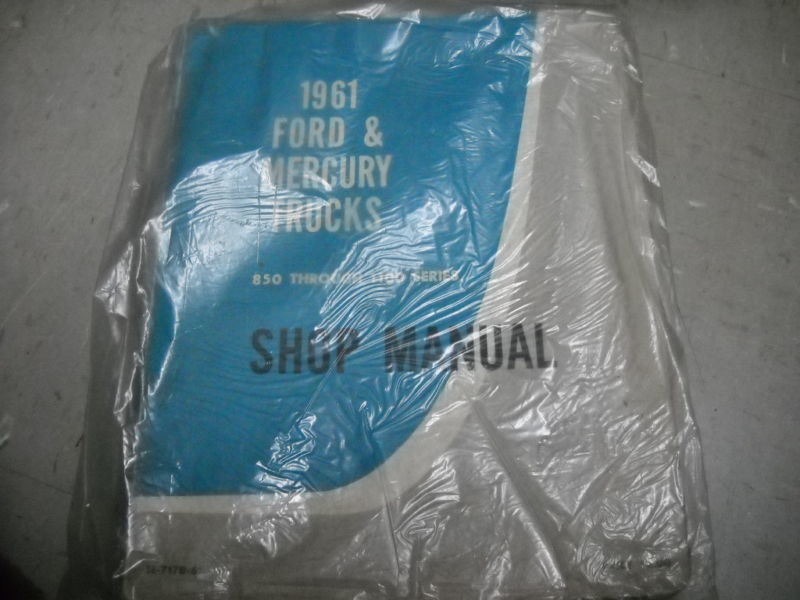 1961
FORD &
MERCURY
TRUCKS
850 THROUGH 1100 SERIES
SHOP MANUAL